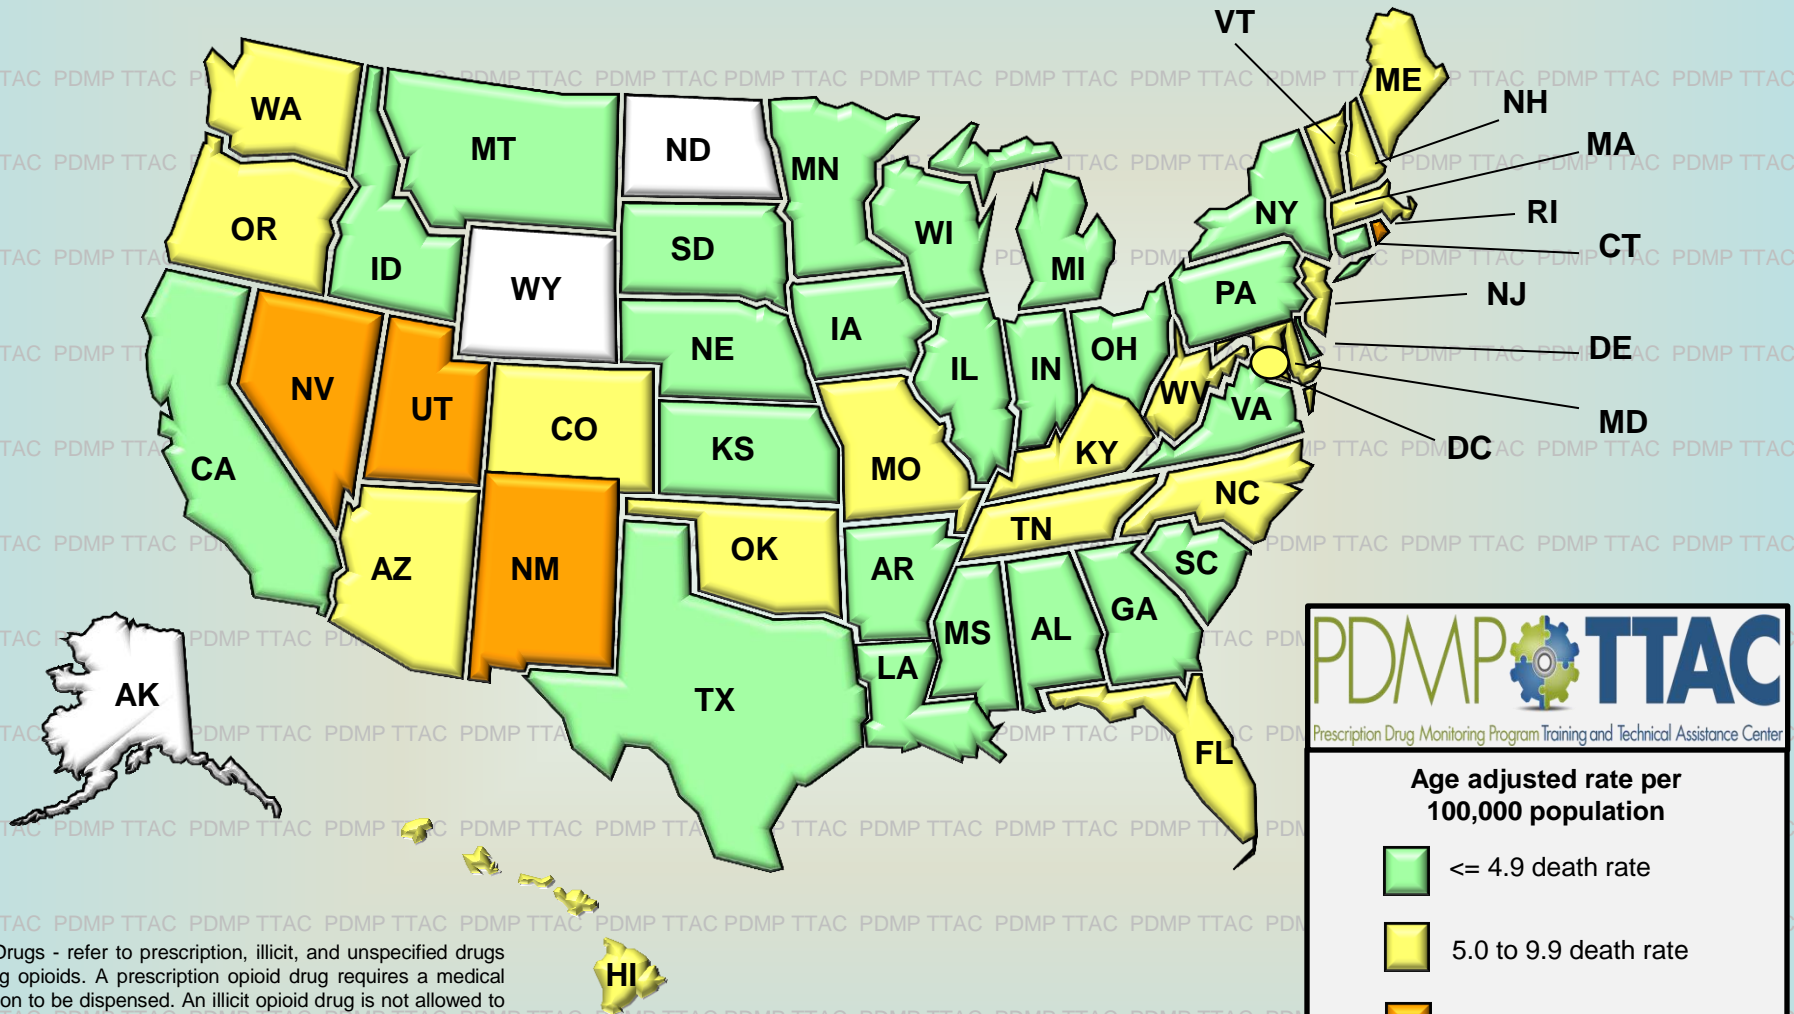 VT
ME
WA
NH
MT
ND
MA
MN
OR
NY
RI
WI
SD
CT
ID
MI
WY
PA
NJ
IA
NE
OH
DE
IL
IN
NV
WV
UT
VA
CO
MD
KS
KY
DC
CA
MO
NC
TN
OK
AZ
NM
AR
SC
GA
MS
AL
LA
AK
TX
FL
HI
PDMP TTAC
Prescription Drug Monitoring Program Training and Technical Assistance Center
Age adjusted rate per
100,000 population
<= 4.9 death rate
5.0 to 9.9 death rate
Drugs - refer to prescription, illicit, and unspecified drugs
opioids. A prescription opioid drug requires a medical
to be dispensed. An illicit opioid drug is not allowed to